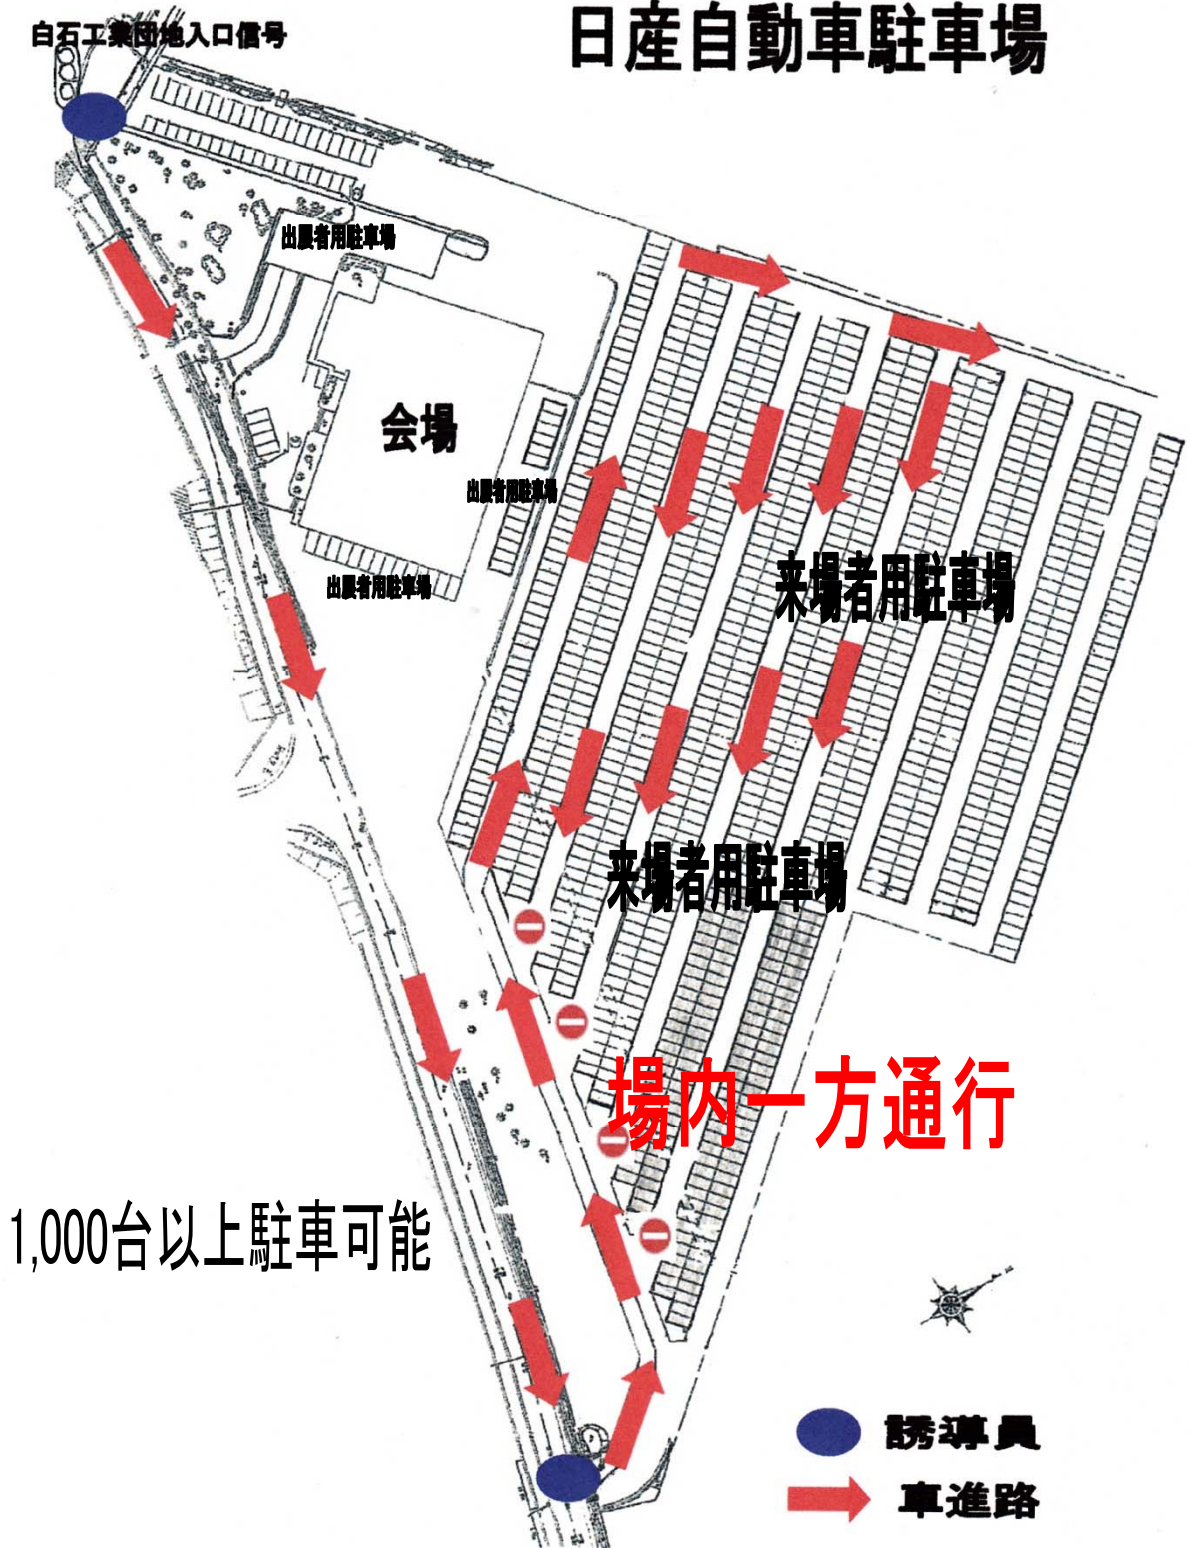 日産自動車駐車場
白石工業団地入口信号
出展者用駐車場
会場
出展者用駐車場
来場者用駐車場
出展者用駐車場
来場者用駐車場
場内一方通行
1,000台以上駐車可能
誘導員
車進路